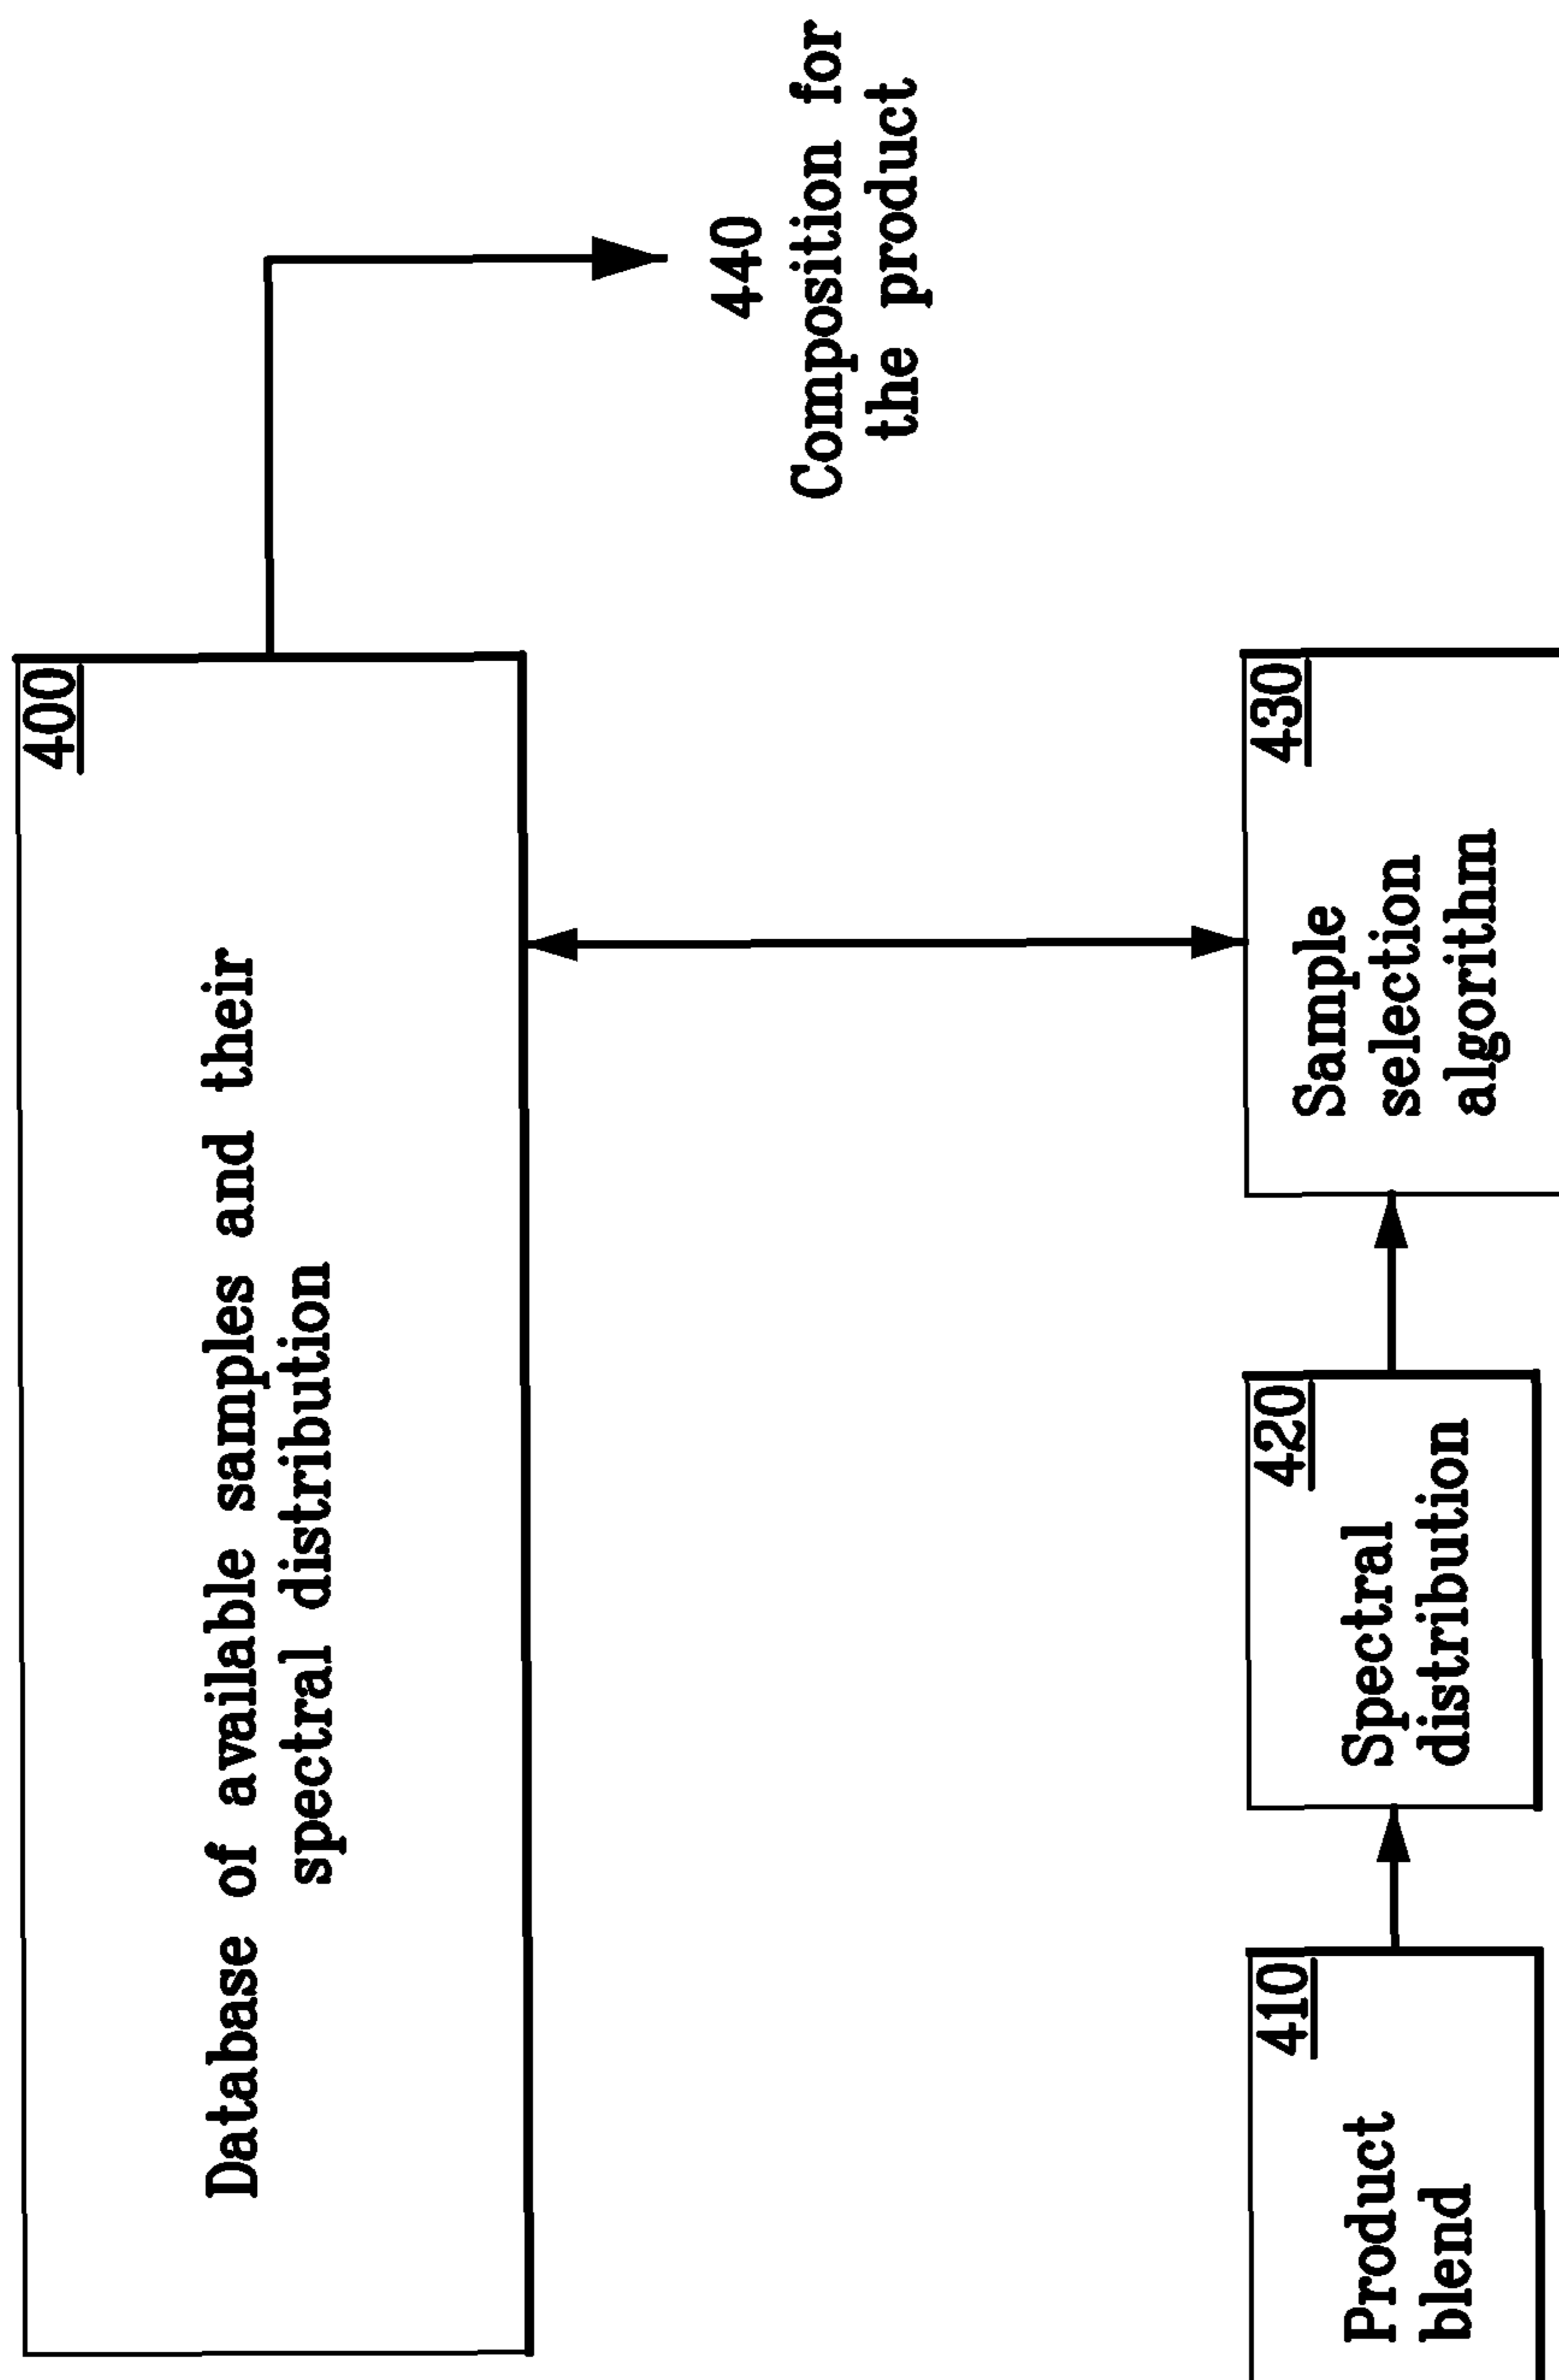 400
Database of available samples and their
spectral distribution
440
Composition for
the product
410
Product
blend
420
Spectral
distribution
430
Sample
selection
algorithm